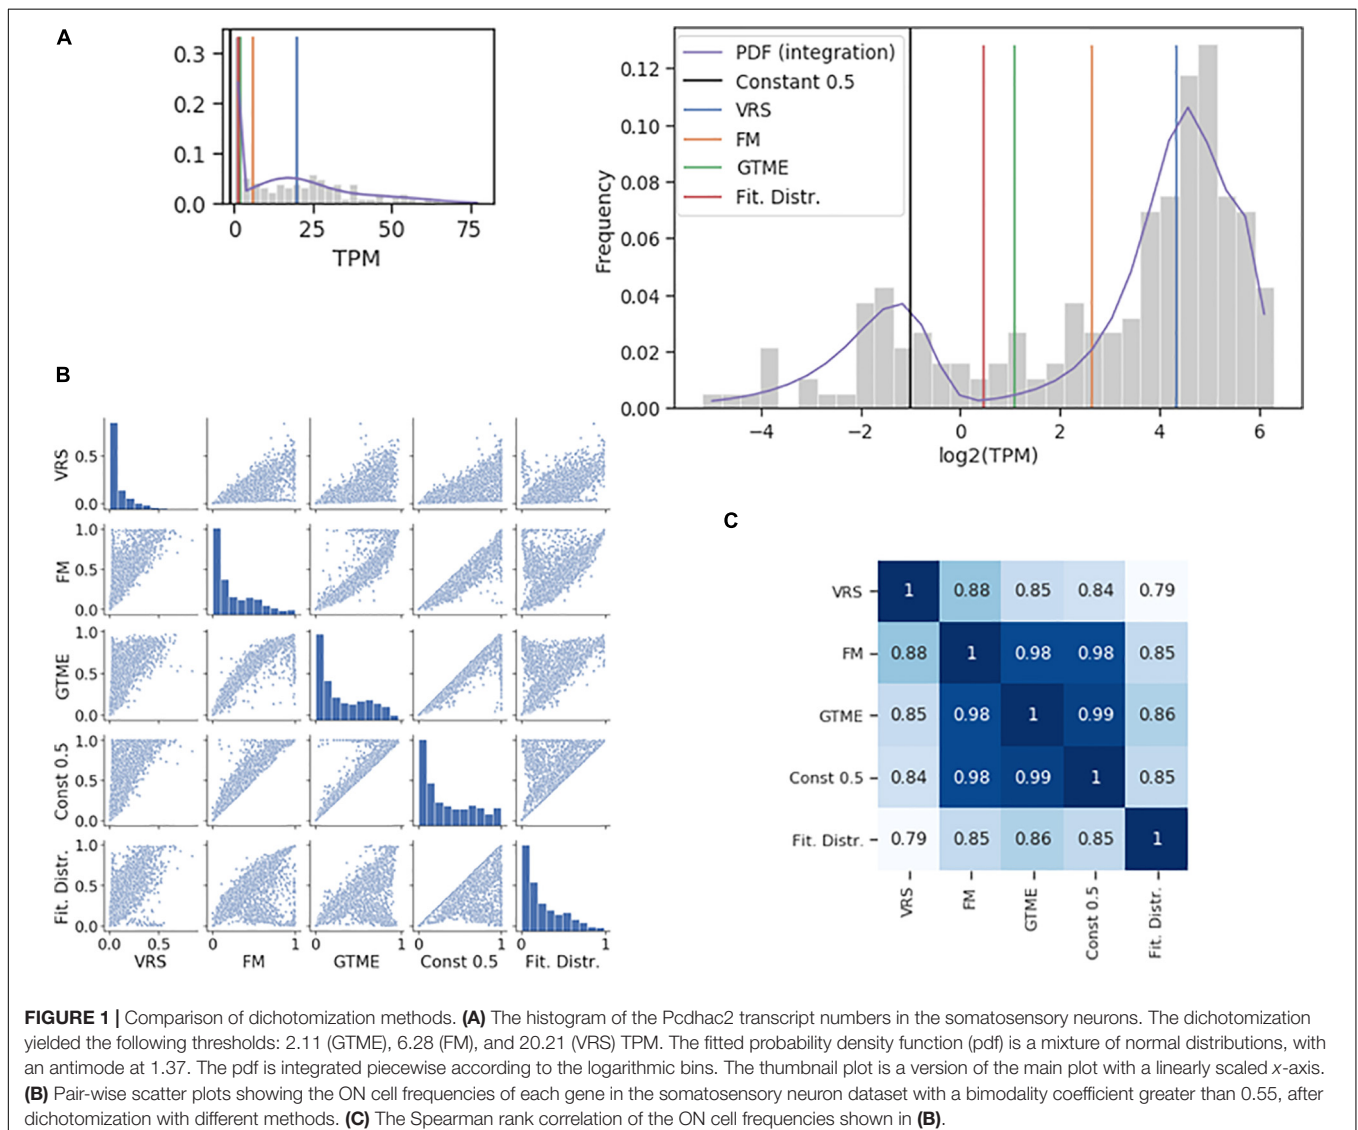 A
0.3
0.2
0.1
0.0
0
25
50
75
TPM
PDF (integration)
Constant 0.5
VRS
FM
GTME
Fit. Distr.
0.12
0.10
0.08
0.06
0.04
0.02
0.00
Frequency
−4
−2
0
2
4
6
log2(TPM)
B
VRS
0.5
0.0
FM
1.0
0.5
0.0
GTME
1.0
0.5
0.0
Const 0.5
1.0
0.5
0.0
Fit. Distr.
1.0
0.5
0.0
0.0 0.5
0 1
0 1
0 1
0 1
VRS FM GTME Const 0.5 Fit. Distr.
C
VRS 1 0.88 0.85 0.84 0.79
FM 0.88 1 0.98 0.98 0.85
GTME 0.85 0.98 1 0.99 0.86
Const 0.5 0.84 0.98 0.99 1 0.85
Fit. Distr. 0.79 0.85 0.86 0.85 1
VRS
FM
GTME
Const 0.5
Fit. Distr.
FIGURE 1 | Comparison of dichotomization methods. (A) The histogram of the Pcdhac2 transcript numbers in the somatosensory neurons. The dichotomization
yielded the following thresholds: 2.11 (GTME), 6.28 (FM), and 20.21 (VRS) TPM. The fitted probability density function (pdf) is a mixture of normal distributions, with
an antimode at 1.37. The pdf is integrated piecewise according to the logarithmic bins. The thumbnail plot is a version of the main plot with a linearly scaled x-axis.
(B) Pair-wise scatter plots showing the ON cell frequencies of each gene in the somatosensory neuron dataset with a bimodality coefficient greater than 0.55, after
dichotomization with different methods. (C) The Spearman rank correlation of the ON cell frequencies shown in (B).